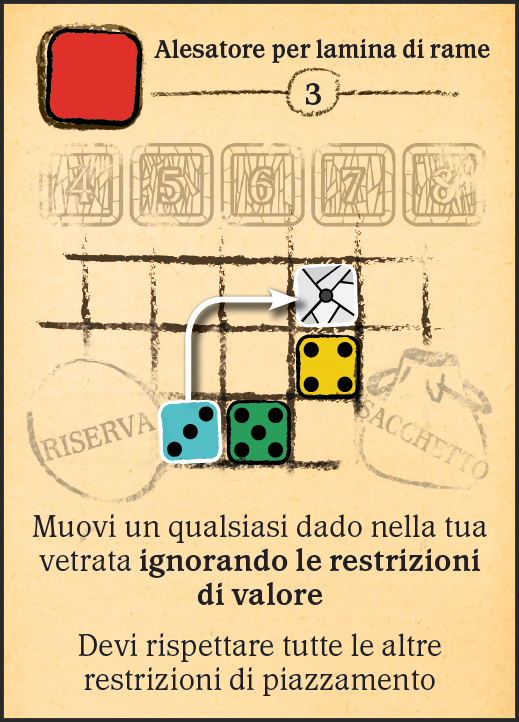 Alesatore per lamina di rame
3
4 5 6 7 8
RISERVA
SACCHETTO
Muovi un qualsiasi dado nella tua
vetrata ignorando le restrizioni
di valore
Devi rispettare tutte le altre
restrizioni di piazzamento